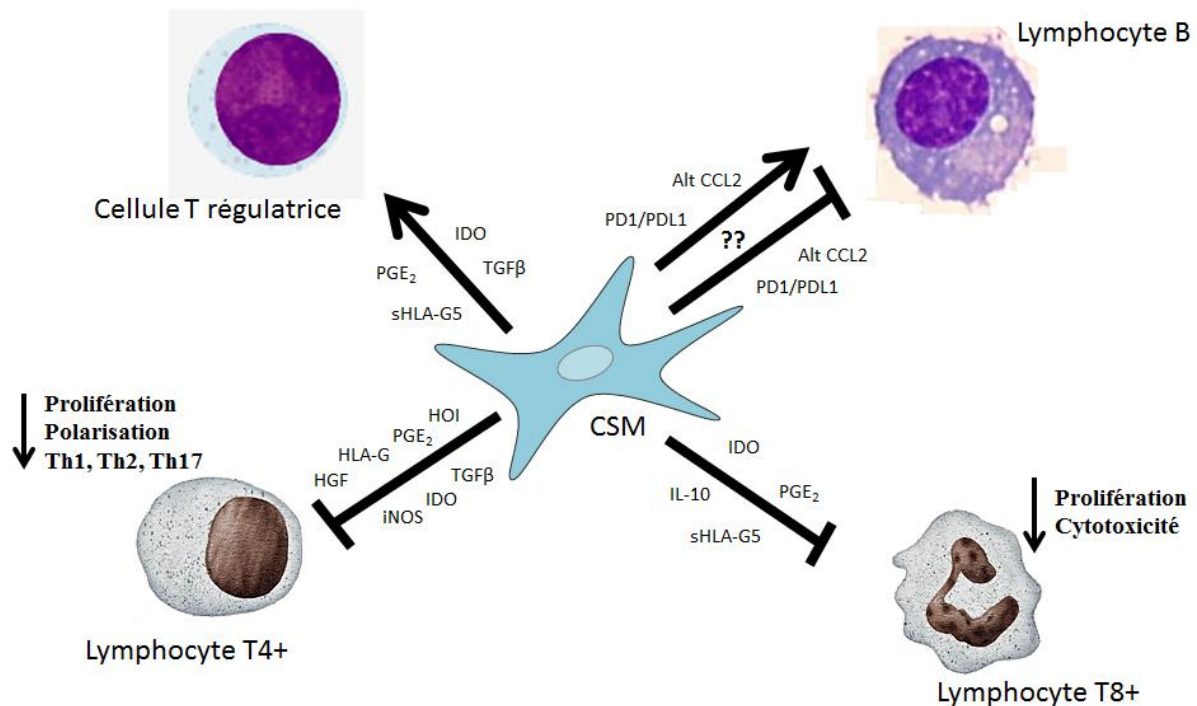 Lymphocyte B
Cellule T régulatrice
Alt CCL2
PD1/PDL1
??
Alt CCL2
PD1/PDL1
IDO
PGE₂
TGFβ
sHLA-G5
CSM
Prolifération
Polarisation
Th1, Th2, Th17
HOI
PGE₂
HLA-G
TGFβ
HGF
IDO
iNOS
Lymphocyte T4+
IDO
IL-10
PGE₂
sHLA-G5
Prolifération
Cytotoxicité
Lymphocyte T8+